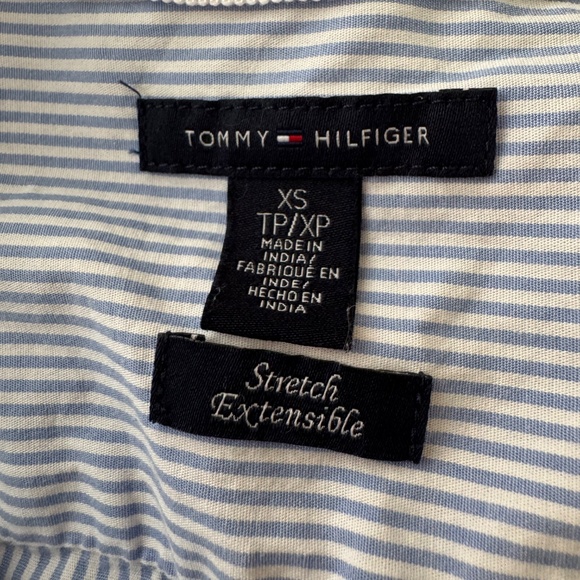 TOMMY HILFIGER
XS
TP/XP
MADE IN
INDIA/
FABRIQUÉ EN
INDE/
HECHO EN
INDIA
Stretch
Extensible